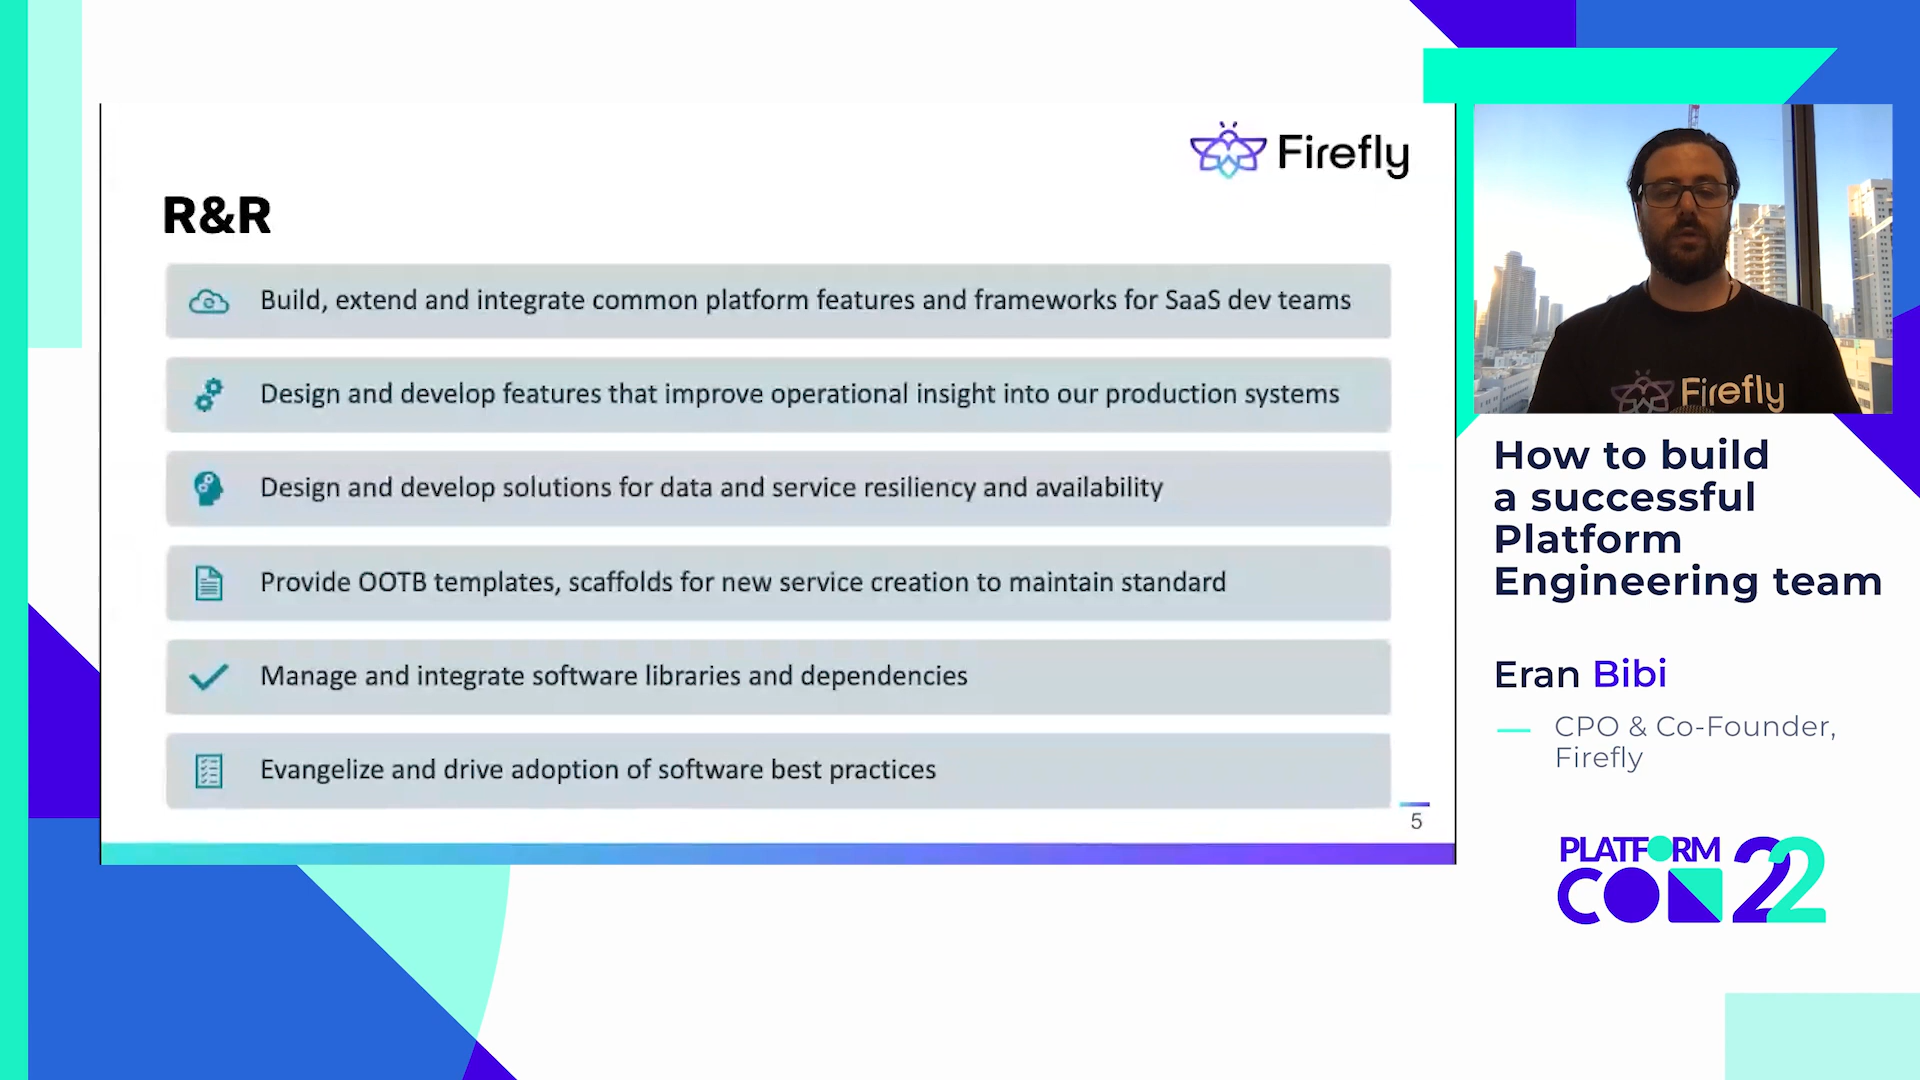 Firefly
R&R
Build, extend and integrate common platform features and frameworks for SaaS dev teams
Design and develop features that improve operational insight into our production systems
Design and develop solutions for data and service resiliency and availability
Provide OOTB templates, scaffolds for new service creation to maintain standard
Manage and integrate software libraries and dependencies
Evangelize and drive adoption of software best practices
5
Firefly
How to build
a successful
Platform
Engineering team
Eran Bibi
CPO & Co-Founder,
Firefly
PLATFORM
CON 22